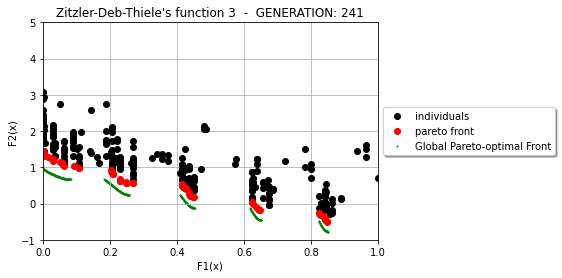 Zitzler-Deb-Thiele's function 3 - GENERATION: 241
5
4
3
2
1
0
−1
F2(x)
0.0 0.2 0.4 0.6 0.8 1.0
F1(x)
individuals
pareto front
Global Pareto-optimal Front